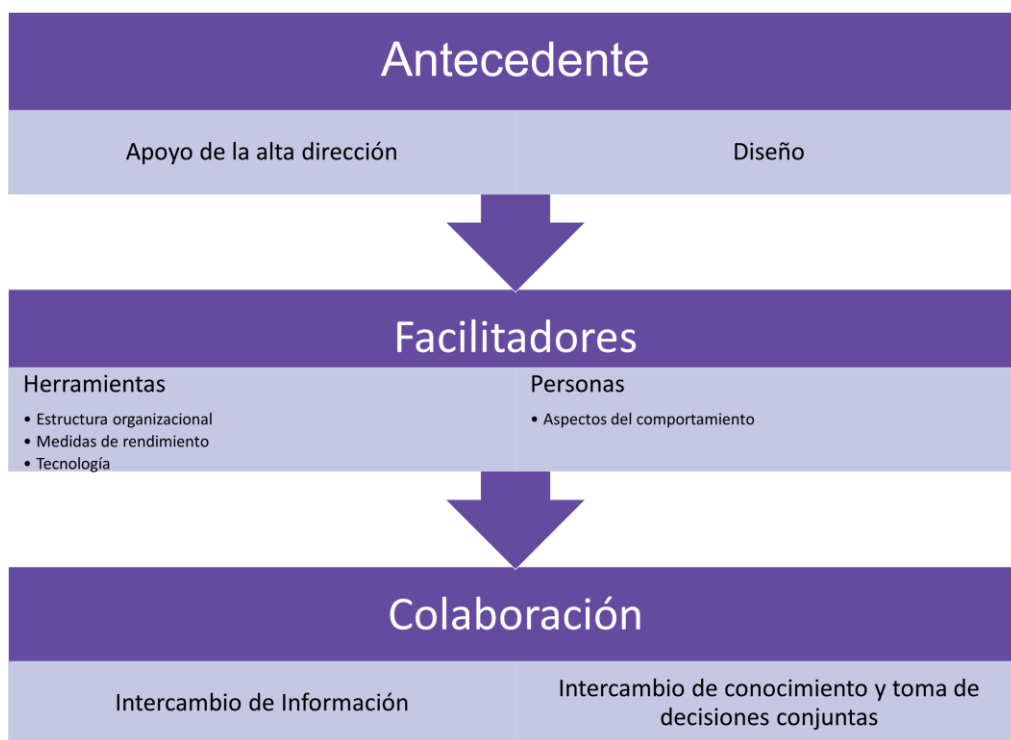 Antecedente
Apoyo de la alta dirección
Diseño
Facilitadores
Herramientas
• Estructura organizacional
• Medidas de rendimiento
• Tecnología
Personas
• Aspectos del comportamiento
Colaboración
Intercambio de Información
Intercambio de conocimiento y toma de
decisiones conjuntas